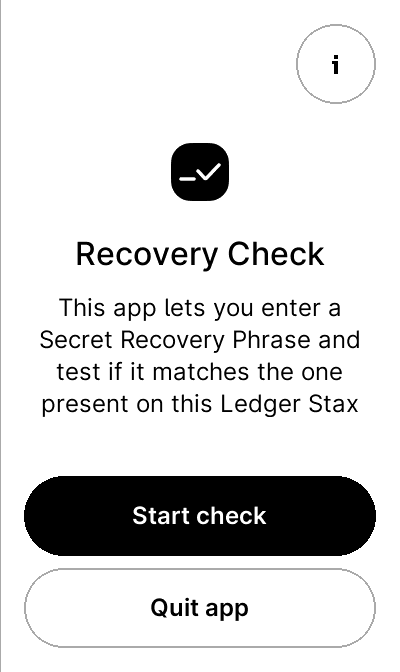 i
Recovery Check
This app lets you enter a
Secret Recovery Phrase and
test if it matches the one
present on this Ledger Stax
Start check
Quit app